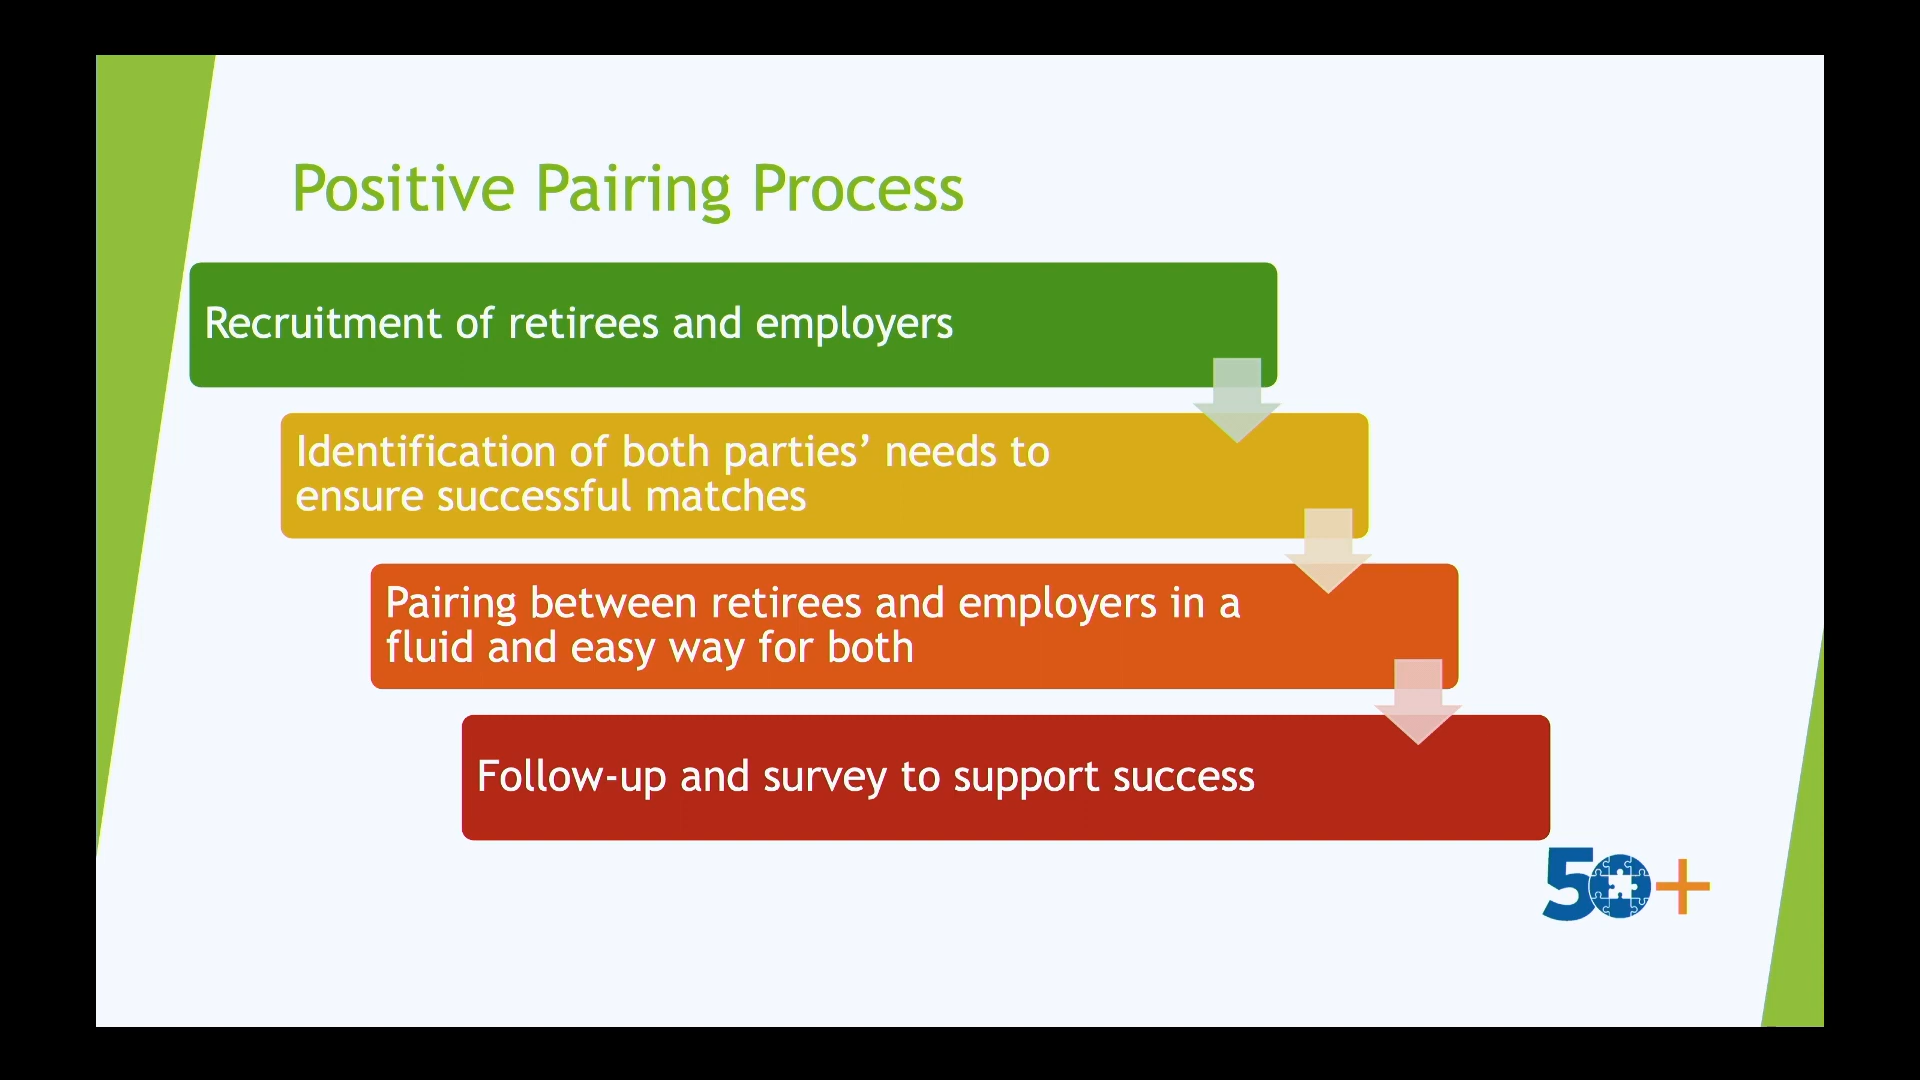 Positive Pairing Process
Recruitment of retirees and employers
Identification of both parties’ needs to
ensure successful matches
Pairing between retirees and employers in a
fluid and easy way for both
Follow-up and survey to support success
50+